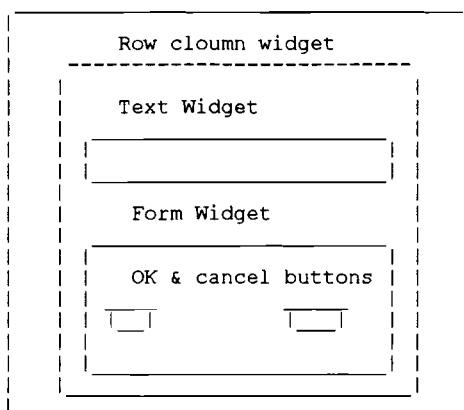 Row cloumn widget
Text Widget
Form Widget
OK & cancel buttons